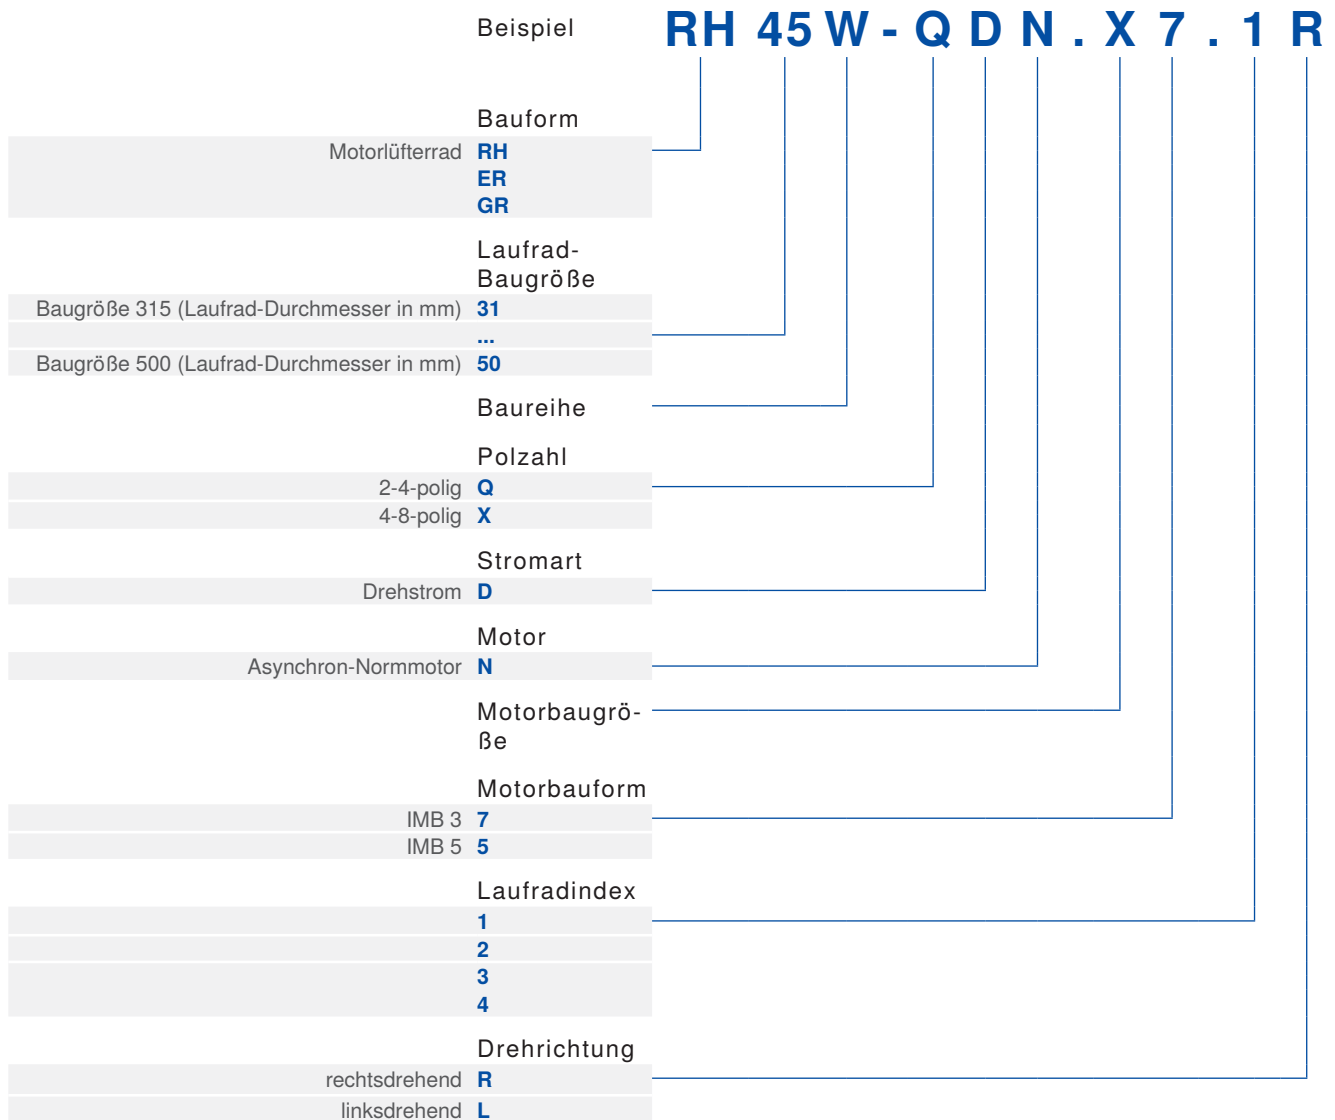 Beispiel RH 45 W - Q D N . X 7 . 1 R
Bauform
Motorlüfterrad RH
ER
GR
Laufrad-
Baugröße
Baugröße 315 (Laufrad-Durchmesser in mm) 31
...
Baugröße 500 (Laufrad-Durchmesser in mm) 50
Baureihe
Polzahl
2-4-polig Q
4-8-polig X
Stromart
Drehstrom D
Motor
Asynchron-Normmotor N
Motorbaugrö-
ße
Motorbauform
IMB 3 7
IMB 5 5
Laufradindex
1
2
3
4
Drehrichtung
rechtsdrehend R
linksdrehend L